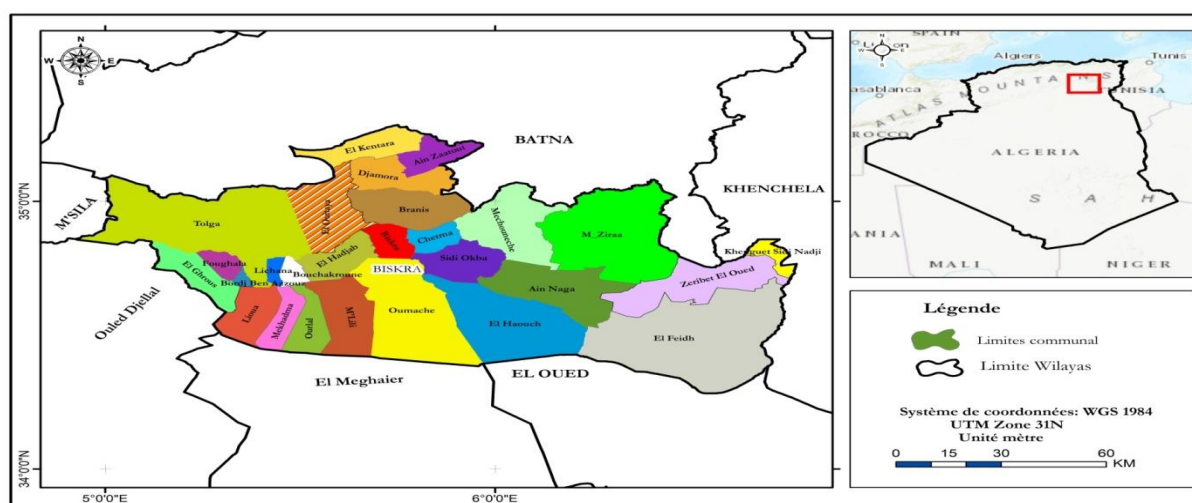 N
W
E
S
BATNA
KHENCHELA
M'SILA
Ouled Djellal
El Meghaier
EL OUED
El Kentara
Ain Zaatout
Djamora
El Outaya
Branis
Tolga
Mechouneche
M_Ziraa
Khenguet Sidi Nadji
Biskra
Chetma
El Hadjab
Sidi Okba
BISKRA
Foughala
El Ghrous
Lichana
Bouchakroune
Bordj Ben Azzouz
Ain Naga
Zeribet El Oued
Lioua
Mekhadma
Ourlal
M'Lili
Oumache
El Haouch
El Feidh
35°0'0"N
34°0'0"N
5°0'0"E
6°0'0"E
N
W
E
S
SPAIN
Algiers
Tunis
asablanca
ATLAS MOUNTAINS
TUNISIA
ROCCO
ALGERIA
S A H
ANIA
MALI
NIGER
Légende
Limites communal
Limite Wilayas
Système de coordonnées: WGS 1984
UTM Zone 31N
Unité mètre
0 15 30 60
KM